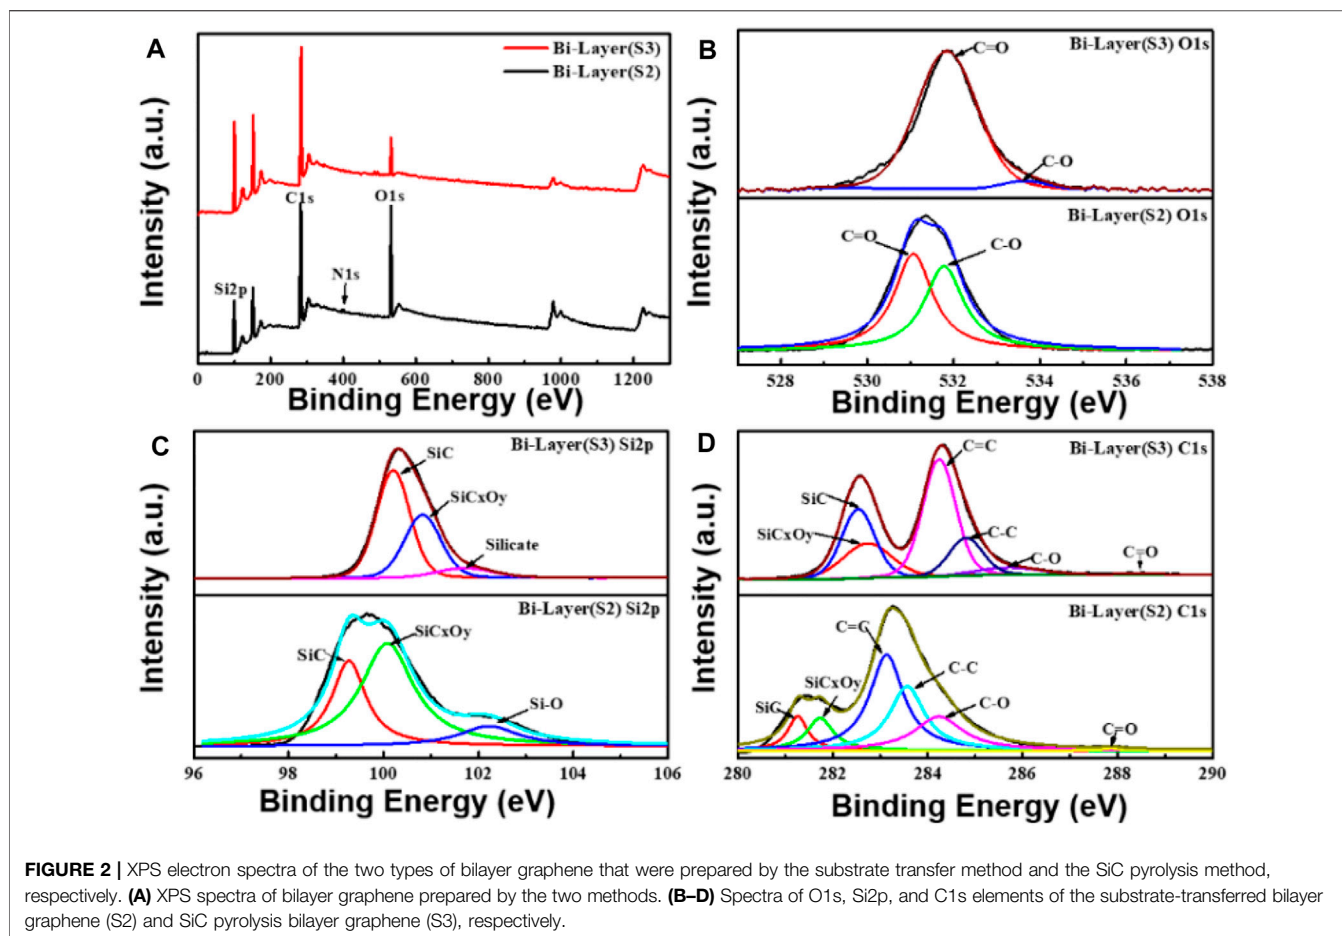 A
Bi-Layer(S3)
Bi-Layer(S2)
Intensity (a.u.)
C1s
O1s
N1s
Si2p
0 200 400 600 800 1000 1200
Binding Energy (eV)
B
Bi-Layer(S3) O1s
C=O
C-O
Bi-Layer(S2) O1s
C=O
C-O
Intensity (a.u.)
528 530 532 534 536 538
Binding Energy (eV)
C
Bi-Layer(S3) Si2p
SiC
SiCxOy
Silicate
Bi-Layer(S2) Si2p
SiCxOy
SiC
Si-O
Intensity (a.u.)
96 98 100 102 104 106
Binding Energy (eV)
D
Bi-Layer(S3) C1s
C=C
SiC
SiCxOy
C-C
C-O
C=O
Bi-Layer(S2) C1s
C=C
C-C
SiCxOy
SiC
C-O
C=O
Intensity (a.u.)
280 282 284 286 288 290
Binding Energy (eV)
FIGURE 2 | XPS electron spectra of the two types of bilayer graphene that were prepared by the substrate transfer method and the SiC pyrolysis method,
respectively. (A) XPS spectra of bilayer graphene prepared by the two methods. (B–D) Spectra of O1s, Si2p, and C1s elements of the substrate-transferred bilayer
graphene (S2) and SiC pyrolysis bilayer graphene (S3), respectively.